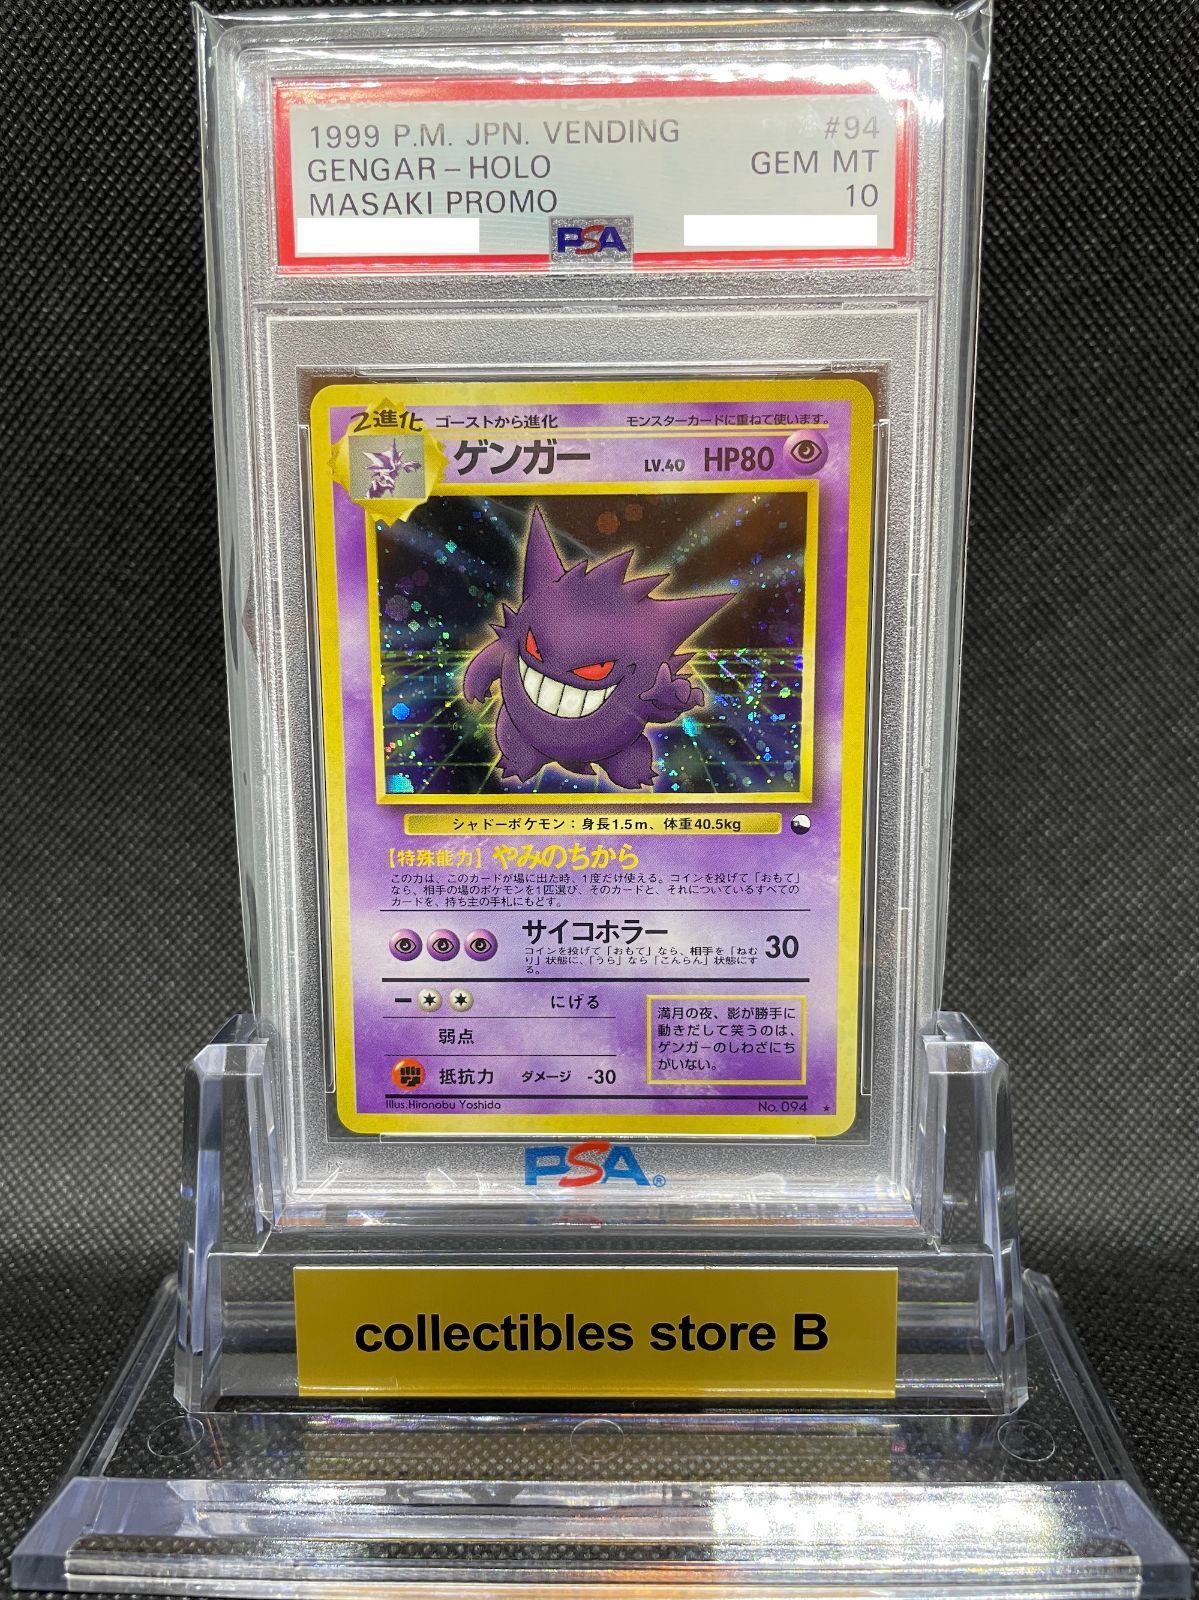 1999 P.M. JPN. VENDING #94
GENGAR – HOLO GEM MT
MASAKI PROMO 10
PSA
2進化 ゴーストから進化 モンスターカードに重ねて使います。
ゲンガー LV.40 HP80
シャドーポケモン：身長1.5m、体重40.5kg
【特殊能力】やみのちから
この力は、このカードが場に出た時、1度だけ使える。コインを投げて「おもて」
なら、相手の場のポケモンを1匹選び、そのカードと、それについているすべての
カードを、持ち主の手札にもどす。
サイコホラー 30
コインを投げて「おもて」なら、相手を「ねむ
り」状態に、「うら」なら「こんらん」状態にす
る。
ー にげる
弱点
抵抗力 ダメージ -30
満月の夜、影が勝手に
動きだして笑うのは、
ゲンガーのしわざにち
がいない。
Illus.Hironobu Yoshida No. 094 ★
PSA®
collectibles store B